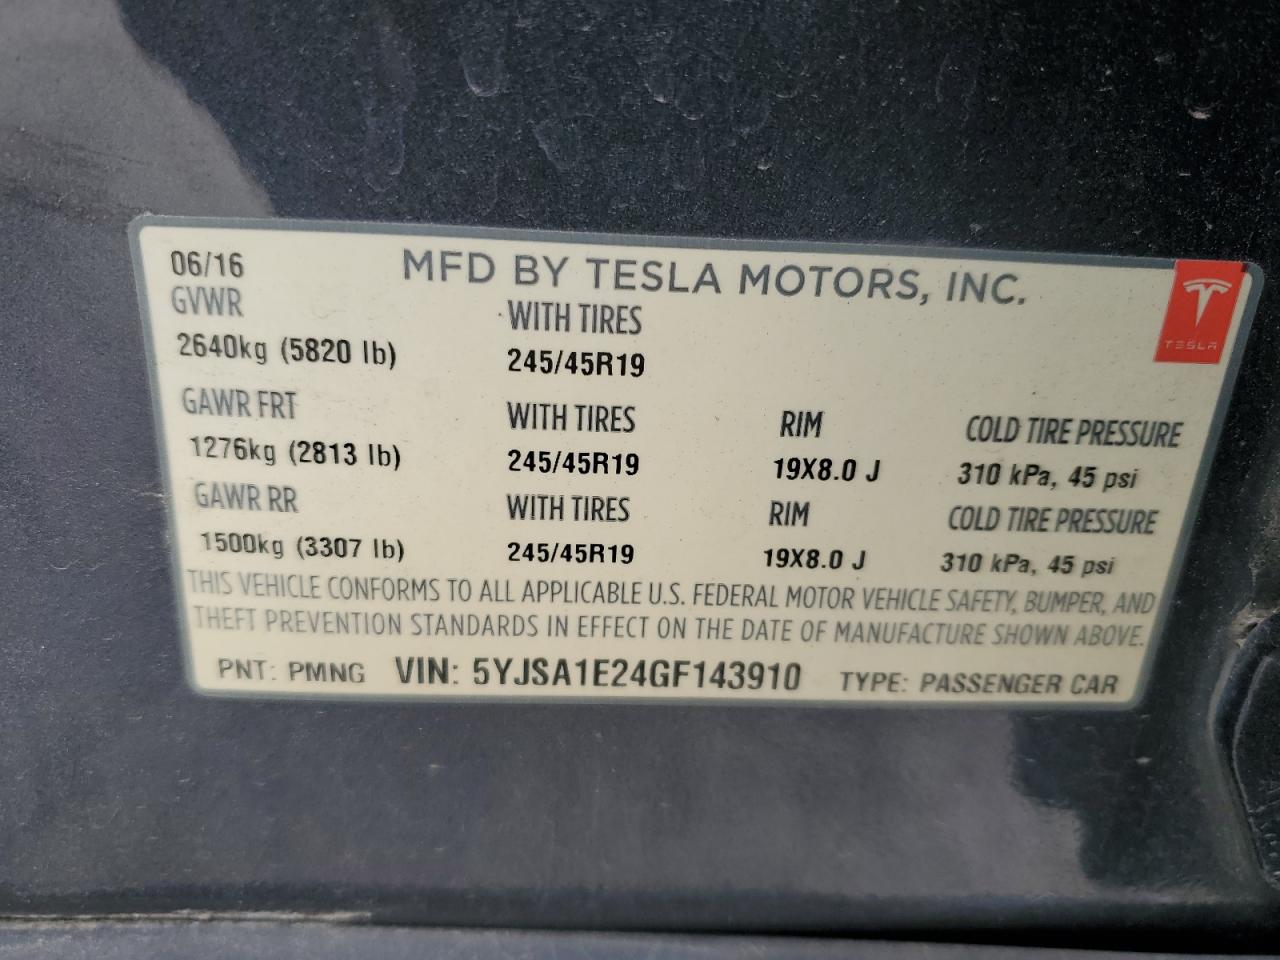 06/16 MFD BY TESLA MOTORS, INC.
GVWR WITH TIRES
TESLA
2640kg (5820 lb) 245/45R19
GAWR FRT WITH TIRES RIM COLD TIRE PRESSURE
1276kg (2813 lb) 245/45R19 19X8.0 J 310 kPa, 45 psi
GAWR RR WITH TIRES RIM COLD TIRE PRESSURE
1500kg (3307 lb) 245/45R19 19X8.0 J 310 kPa, 45 psi
THIS VEHICLE CONFORMS TO ALL APPLICABLE U.S. FEDERAL MOTOR VEHICLE SAFETY, BUMPER, AND
THEFT PREVENTION STANDARDS IN EFFECT ON THE DATE OF MANUFACTURE SHOWN ABOVE.
PNT: PMNG VIN: 5YJSA1E24GF143910 TYPE: PASSENGER CAR